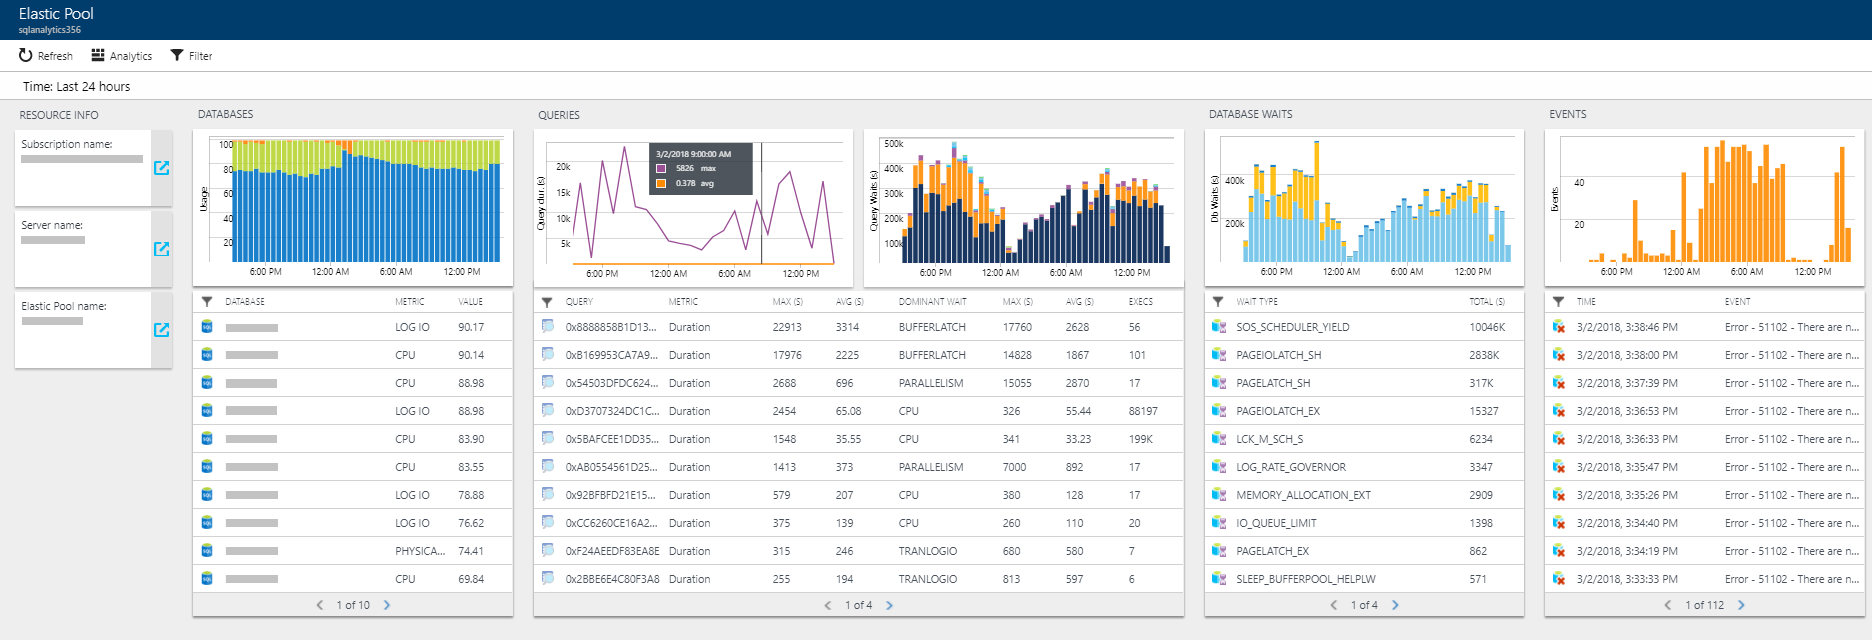 Elastic Pool
sqlanalytics356
Refresh Analytics Filter
Time: Last 24 hours
RESOURCE INFO
Subscription name:
Server name:
Elastic Pool name:
DATABASES
Usage
100
80
60
40
20
6:00 PM 12:00 AM 6:00 AM 12:00 PM
DATABASE METRIC VALUE
LOG IO 90.17
CPU 90.14
CPU 88.98
LOG IO 88.98
CPU 83.90
CPU 83.55
LOG IO 78.88
LOG IO 76.62
PHYSICA... 74.41
CPU 69.84
1 of 10
QUERIES
Query dur. (s)
20k
15k
10k
5k
3/2/2018 9:00:00 AM
5826 max
0.378 avg
6:00 PM 12:00 AM 6:00 AM 12:00 PM
Query Waits (s)
500k
400k
300k
200k
100k
6:00 PM 12:00 AM 6:00 AM 12:00 PM
QUERY METRIC MAX (S) AVG (S) DOMINANT WAIT MAX (S) AVG (S) EXECS
0x8888858B1D13... Duration 22913 3314 BUFFERLATCH 17760 2628 56
0xB169953CA7A9... Duration 17976 2225 BUFFERLATCH 14828 1867 101
0x54503DFDC624... Duration 2688 696 PARALLELISM 15055 2870 17
0xD3707324DC1C... Duration 2454 65.08 CPU 326 55.44 88197
0x5BAFCEE1DD35... Duration 1548 35.55 CPU 341 33.23 199K
0xAB0554561D25... Duration 1413 373 PARALLELISM 7000 892 17
0x92BFBFD21E15... Duration 579 207 CPU 380 128 17
0xCC6260CE16A2... Duration 375 139 CPU 260 110 20
0xF24AEEDF83EA8E Duration 315 246 TRANLOGIO 680 580 7
0x2BBE6E4C80F3A8 Duration 255 194 TRANLOGIO 813 597 6
1 of 4
DATABASE WAITS
Db Waits (s)
400k
200k
6:00 PM 12:00 AM 6:00 AM 12:00 PM
WAIT TYPE TOTAL (S)
SOS_SCHEDULER_YIELD 10046K
PAGEIOLATCH_SH 2838K
PAGELATCH_SH 317K
PAGEIOLATCH_EX 15327
LCK_M_SCH_S 6234
LOG_RATE_GOVERNOR 3347
MEMORY_ALLOCATION_EXT 2909
IO_QUEUE_LIMIT 1398
PAGELATCH_EX 862
SLEEP_BUFFERPOOL_HELPLW 571
1 of 4
EVENTS
Events
40
20
6:00 PM 12:00 AM 6:00 AM 12:00 PM
TIME EVENT
3/2/2018, 3:38:46 PM Error - 51102 - There are n...
3/2/2018, 3:38:00 PM Error - 51102 - There are n...
3/2/2018, 3:37:39 PM Error - 51102 - There are n...
3/2/2018, 3:36:53 PM Error - 51102 - There are n...
3/2/2018, 3:36:33 PM Error - 51102 - There are n...
3/2/2018, 3:35:47 PM Error - 51102 - There are n...
3/2/2018, 3:35:26 PM Error - 51102 - There are n...
3/2/2018, 3:34:40 PM Error - 51102 - There are n...
3/2/2018, 3:34:19 PM Error - 51102 - There are n...
3/2/2018, 3:33:33 PM Error - 51102 - There are n...
1 of 112